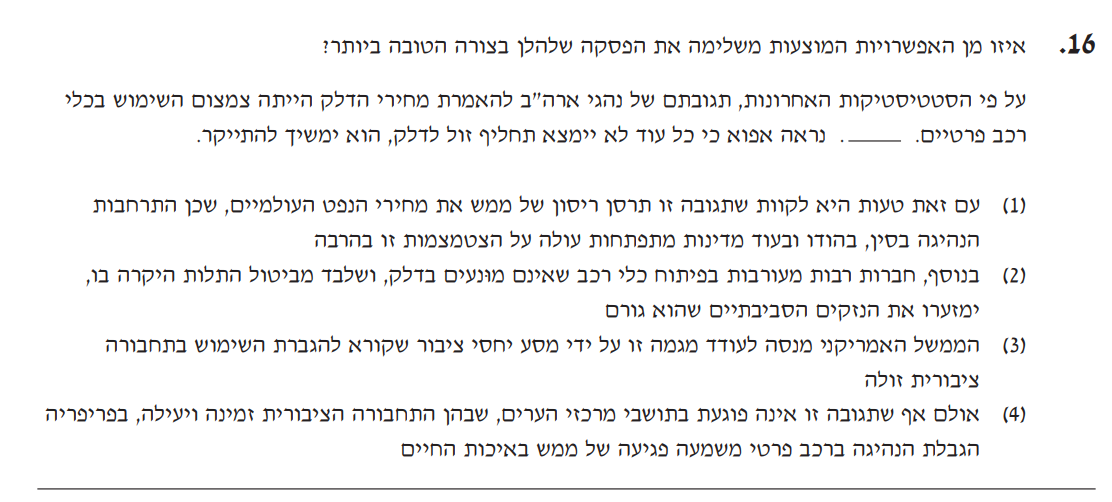 16. איזו מן האפשרויות המוצעות משלימה את הפסקה שלהלן בצורה הטובה ביותר?
על פי הסטטיסטיקות האחרונות, תגובתם של נהגי ארה"ב להאמרת מחירי הדלק הייתה צמצום השימוש בכלי
רכב פרטיים. _____. נראה אפוא כי כל עוד לא יימצא תחליף זול לדלק, הוא ימשיך להתייקר.
(1) עם זאת טעות היא לקוות שתגובה זו תרסן ריסון של ממש את מחירי הנפט העולמיים, שכן התרחבות
הנהיגה בסין, בהודו ובעוד מדינות מתפתחות עולה על הצטמצמות זו בהרבה
(2) בנוסף, חברות רבות מעורבות בפיתוח כלי רכב שאינם מוּנעים בדלק, ושלבד מביטול התלות היקרה בו,
ימזערו את הנזקים הסביבתיים שהוא גורם
(3) הממשל האמריקני מנסה לעודד מגמה זו על ידי מסע יחסי ציבור שקורא להגברת השימוש בתחבורה
ציבורית זולה
(4) אולם אף שתגובה זו אינה פוגעת בתושבי מרכזי הערים, שבהן התחבורה הציבורית זמינה ויעילה, בפריפריה
הגבלת הנהיגה ברכב פרטי משמעה פגיעה של ממש באיכות החיים